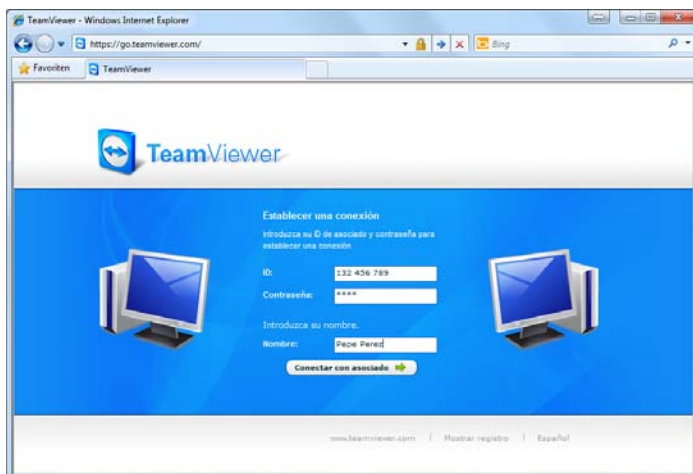 TeamViewer - Windows Internet Explorer
https://go.teamviewer.com/
Bing
Favoriten
TeamViewer
TeamViewer
Establecer una conexión
Introduzca su ID de asociado y contraseña para
establecer una conexión
ID: 132 456 789
Contraseña: ****
Introduzca su nombre.
Nombre: Pepe Perez
Conectar con asociado
www.teamviewer.com | Mostrar registro | Español